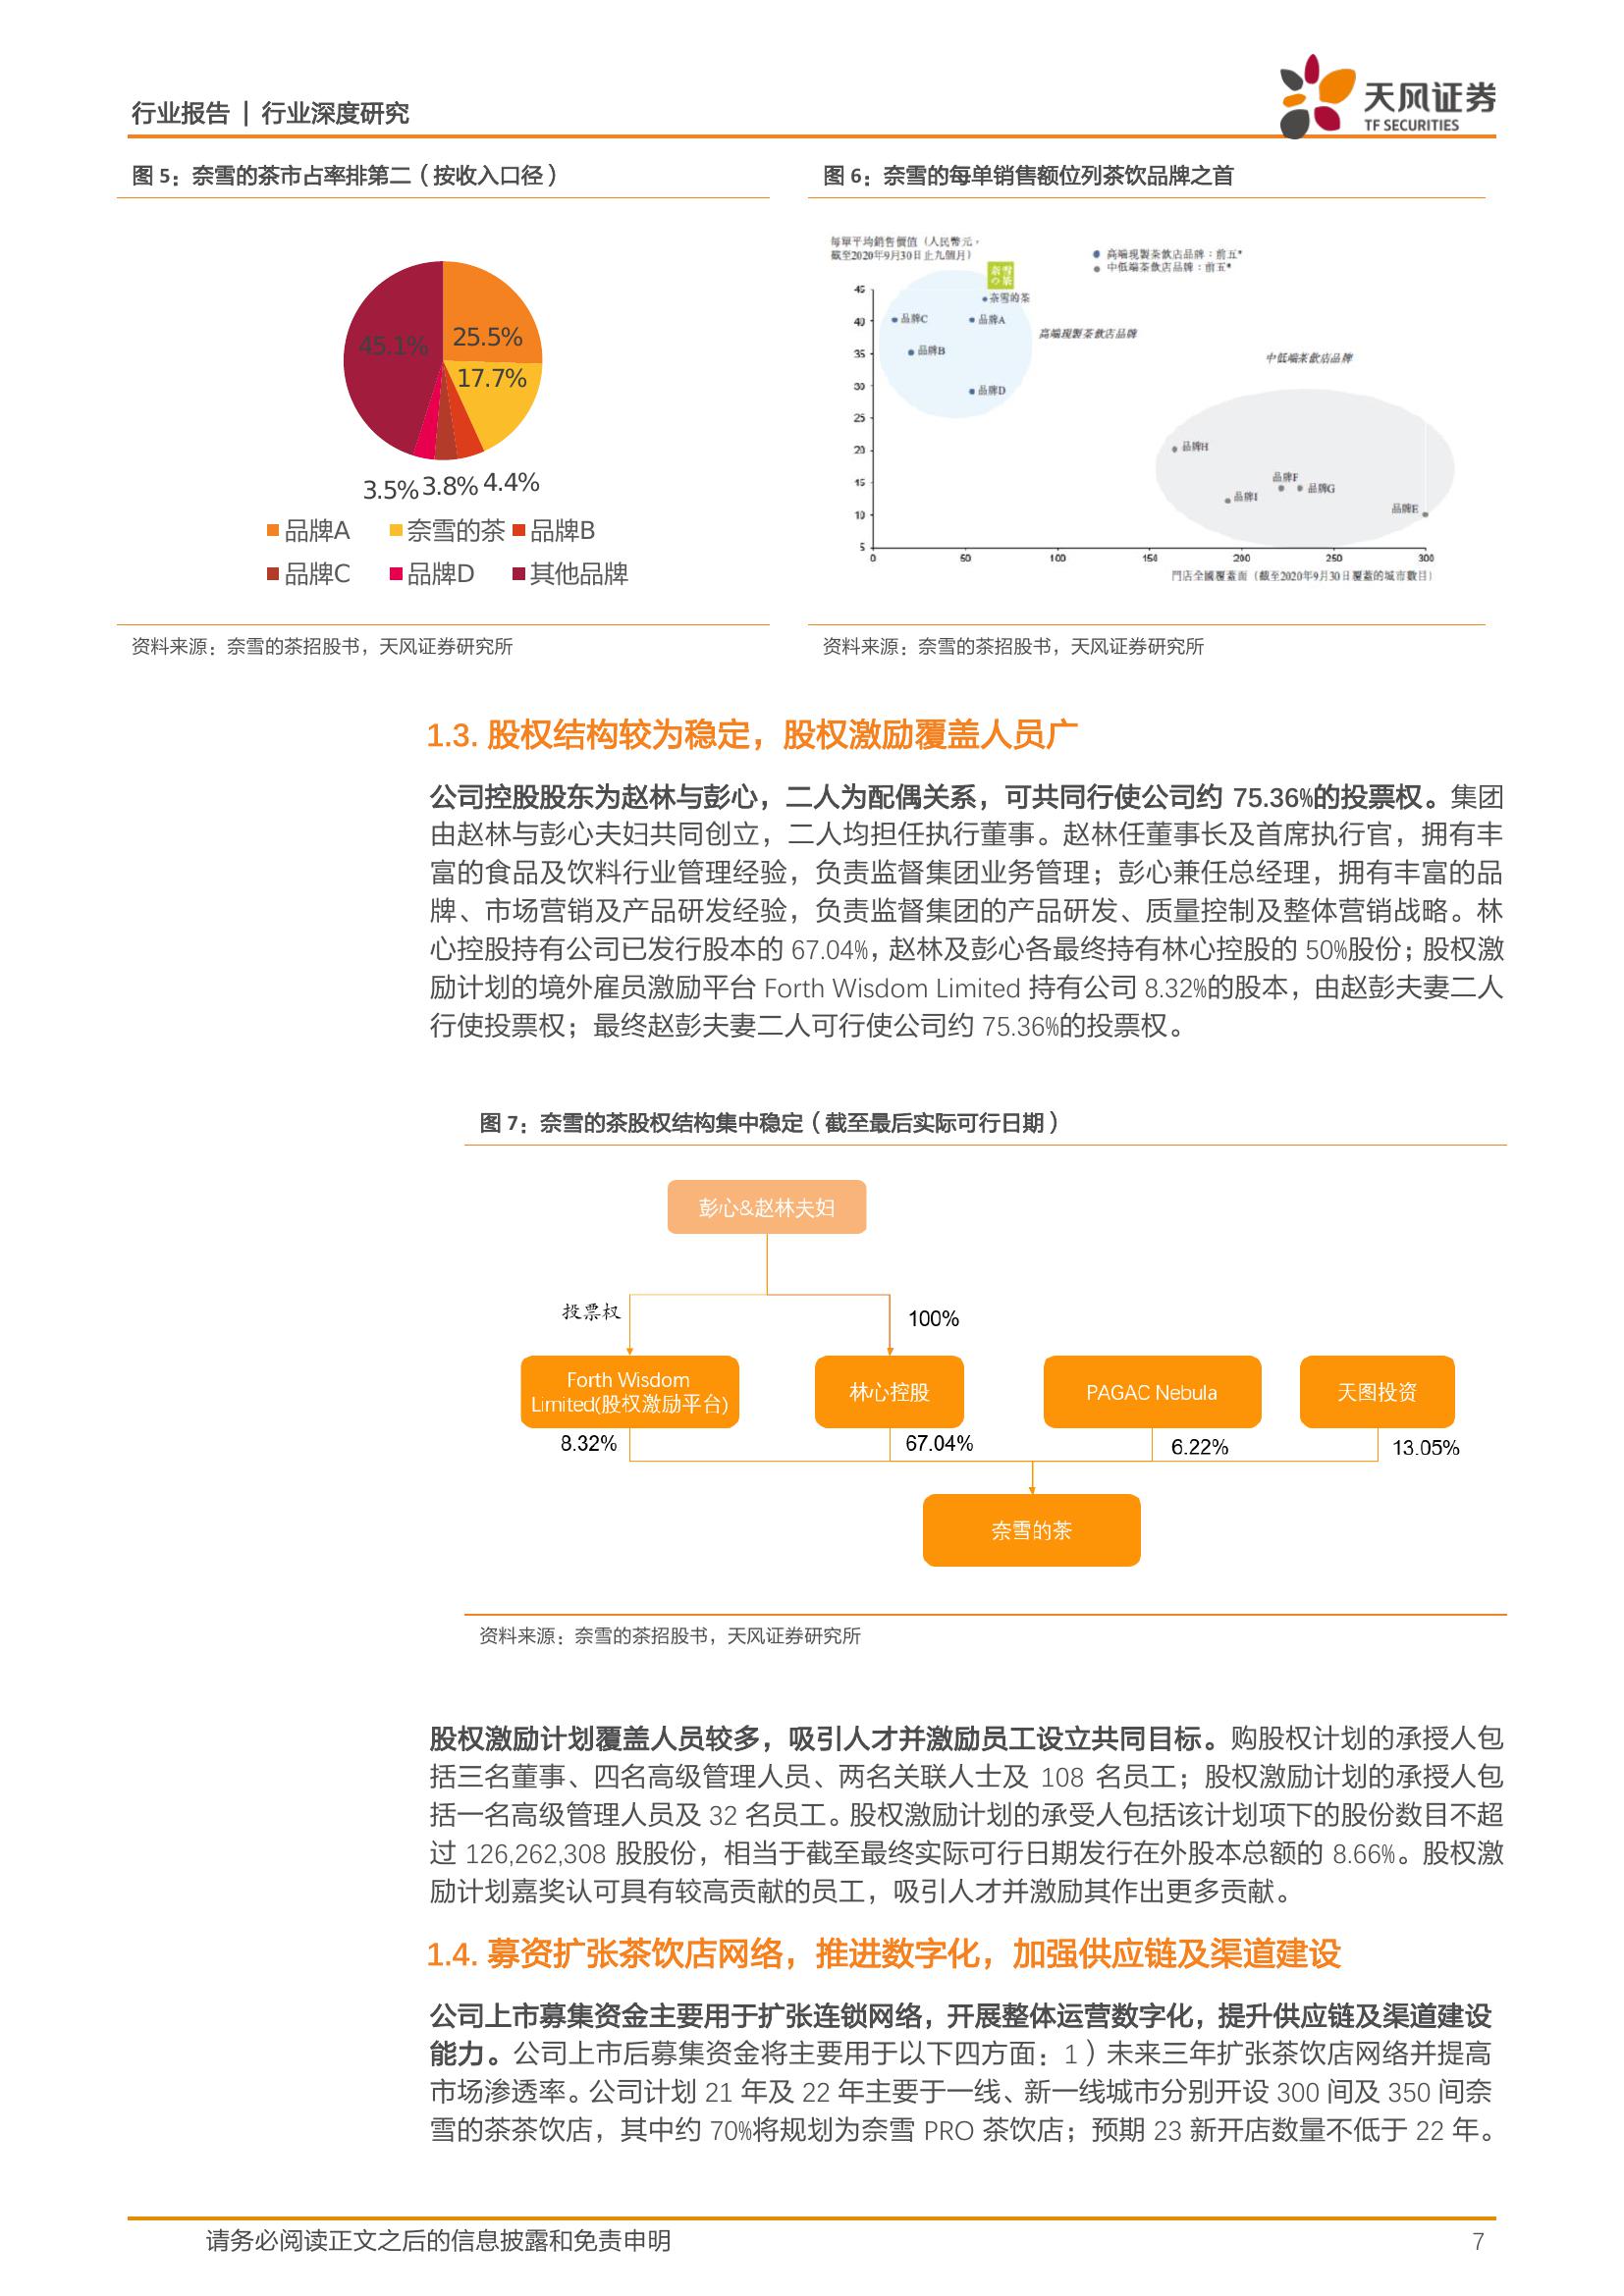 行业报告 | 行业深度研究
天风证券
TF SECURITIES
图 5：奈雪的茶市占率排第二（按收入口径）
45.1%
25.5%
17.7%
3.5%
3.8%
4.4%
品牌A
奈雪的茶
品牌B
品牌C
品牌D
其他品牌
资料来源：奈雪的茶招股书，天风证券研究所
图 6：奈雪的每单销售额位列茶饮品牌之首
每單平均銷售價值（人民幣元，
截至2020年9月30日止九個月）
高端現製茶飲店品牌：前五*
中低端茶飲店品牌：前五*
奈雪の茶
45
40
35
30
25
20
15
10
5
奈雪的茶
品牌C
品牌A
品牌B
品牌D
高端現製茶飲店品牌
中低端茶飲店品牌
品牌H
品牌F
品牌G
品牌I
品牌E
0
50
100
150
200
250
300
門店全國覆蓋面（截至2020年9月30日覆蓋的城市數目）
资料来源：奈雪的茶招股书，天风证券研究所
1.3. 股权结构较为稳定，股权激励覆盖人员广
公司控股股东为赵林与彭心，二人为配偶关系，可共同行使公司约 75.36%的投票权。集团
由赵林与彭心夫妇共同创立，二人均担任执行董事。赵林任董事长及首席执行官，拥有丰
富的食品及饮料行业管理经验，负责监督集团业务管理；彭心兼任总经理，拥有丰富的品
牌、市场营销及产品研发经验，负责监督集团的产品研发、质量控制及整体营销战略。林
心控股持有公司已发行股本的 67.04%，赵林及彭心各最终持有林心控股的 50%股份；股权激
励计划的境外雇员激励平台 Forth Wisdom Limited 持有公司 8.32%的股本，由赵彭夫妻二人
行使投票权；最终赵彭夫妻二人可行使公司约 75.36%的投票权。
图 7：奈雪的茶股权结构集中稳定（截至最后实际可行日期）
彭心&赵林夫妇
投票权
100%
Forth Wisdom
Limited(股权激励平台)
林心控股
PAGAC Nebula
天图投资
8.32%
67.04%
6.22%
13.05%
奈雪的茶
资料来源：奈雪的茶招股书，天风证券研究所
股权激励计划覆盖人员较多，吸引人才并激励员工设立共同目标。购股权计划的承授人包
括三名董事、四名高级管理人员、两名关联人士及 108 名员工；股权激励计划的承授人包
括一名高级管理人员及 32 名员工。股权激励计划的承受人包括该计划项下的股份数目不超
过 126,262,308 股股份，相当于截至最终实际可行日期发行在外股本总额的 8.66%。股权激
励计划嘉奖认可具有较高贡献的员工，吸引人才并激励其作出更多贡献。
1.4. 募资扩张茶饮店网络，推进数字化，加强供应链及渠道建设
公司上市募集资金主要用于扩张连锁网络，开展整体运营数字化，提升供应链及渠道建设
能力。公司上市后募集资金将主要用于以下四方面：1）未来三年扩张茶饮店网络并提高
市场渗透率。公司计划 21 年及 22 年主要于一线、新一线城市分别开设 300 间及 350 间奈
雪的茶茶饮店，其中约 70%将规划为奈雪 PRO 茶饮店；预期 23 新开店数量不低于 22 年。
请务必阅读正文之后的信息披露和免责申明
7